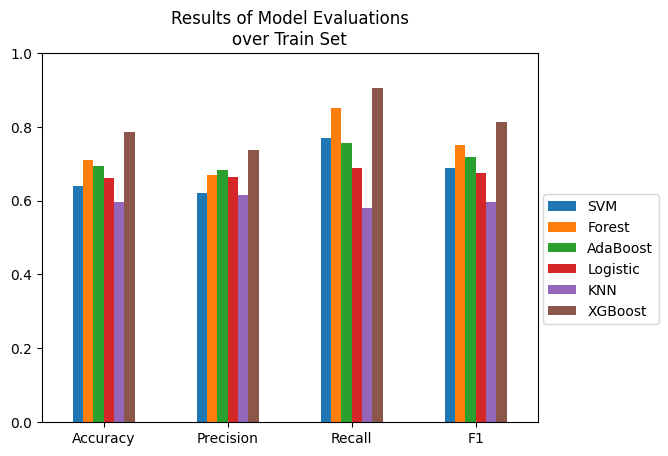 Results of Model Evaluations
over Train Set
1.0
0.8
0.6
0.4
0.2
0.0
Accuracy
Precision
Recall
F1
SVM
Forest
AdaBoost
Logistic
KNN
XGBoost